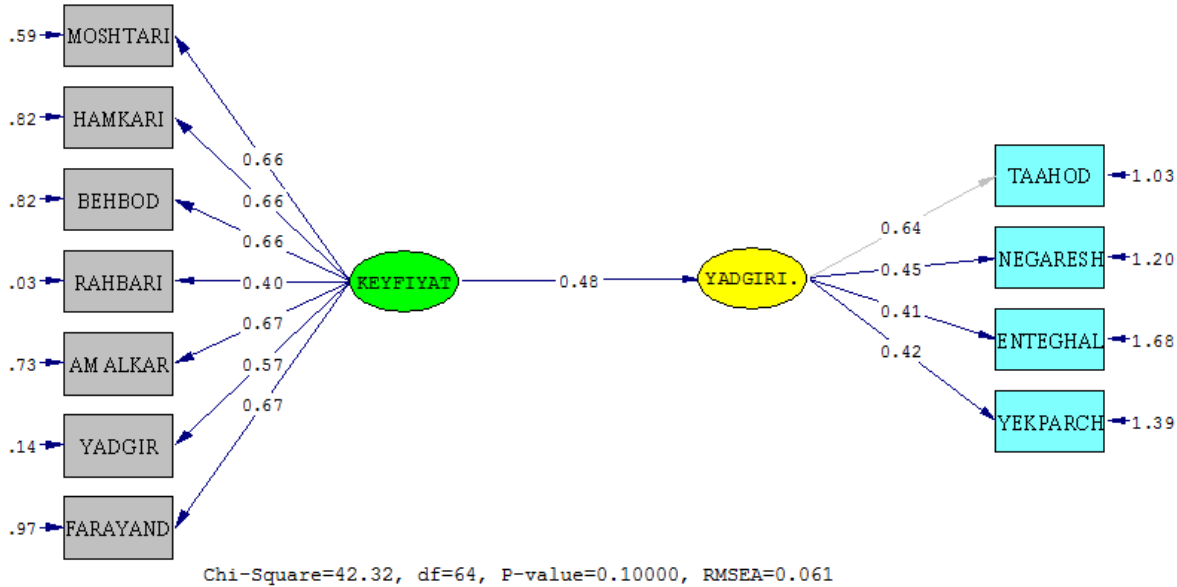 .59 MOSHTARI
.82 HAMKARI
.82 BEHBOD
.03 RAHBARI
.73 AM ALKAR
.14 YADGIR
.97 FARAYAND
0.66
0.66
0.66
0.40
0.67
0.57
0.67
KEYFIYAT
0.48
YADGIRI.
0.64
0.45
0.41
0.42
TAAHOD 1.03
NEGARESH 1.20
ENTEGHAL 1.68
YEKPARCH 1.39
Chi-Square=42.32, df=64, P-value=0.10000, RMSEA=0.061